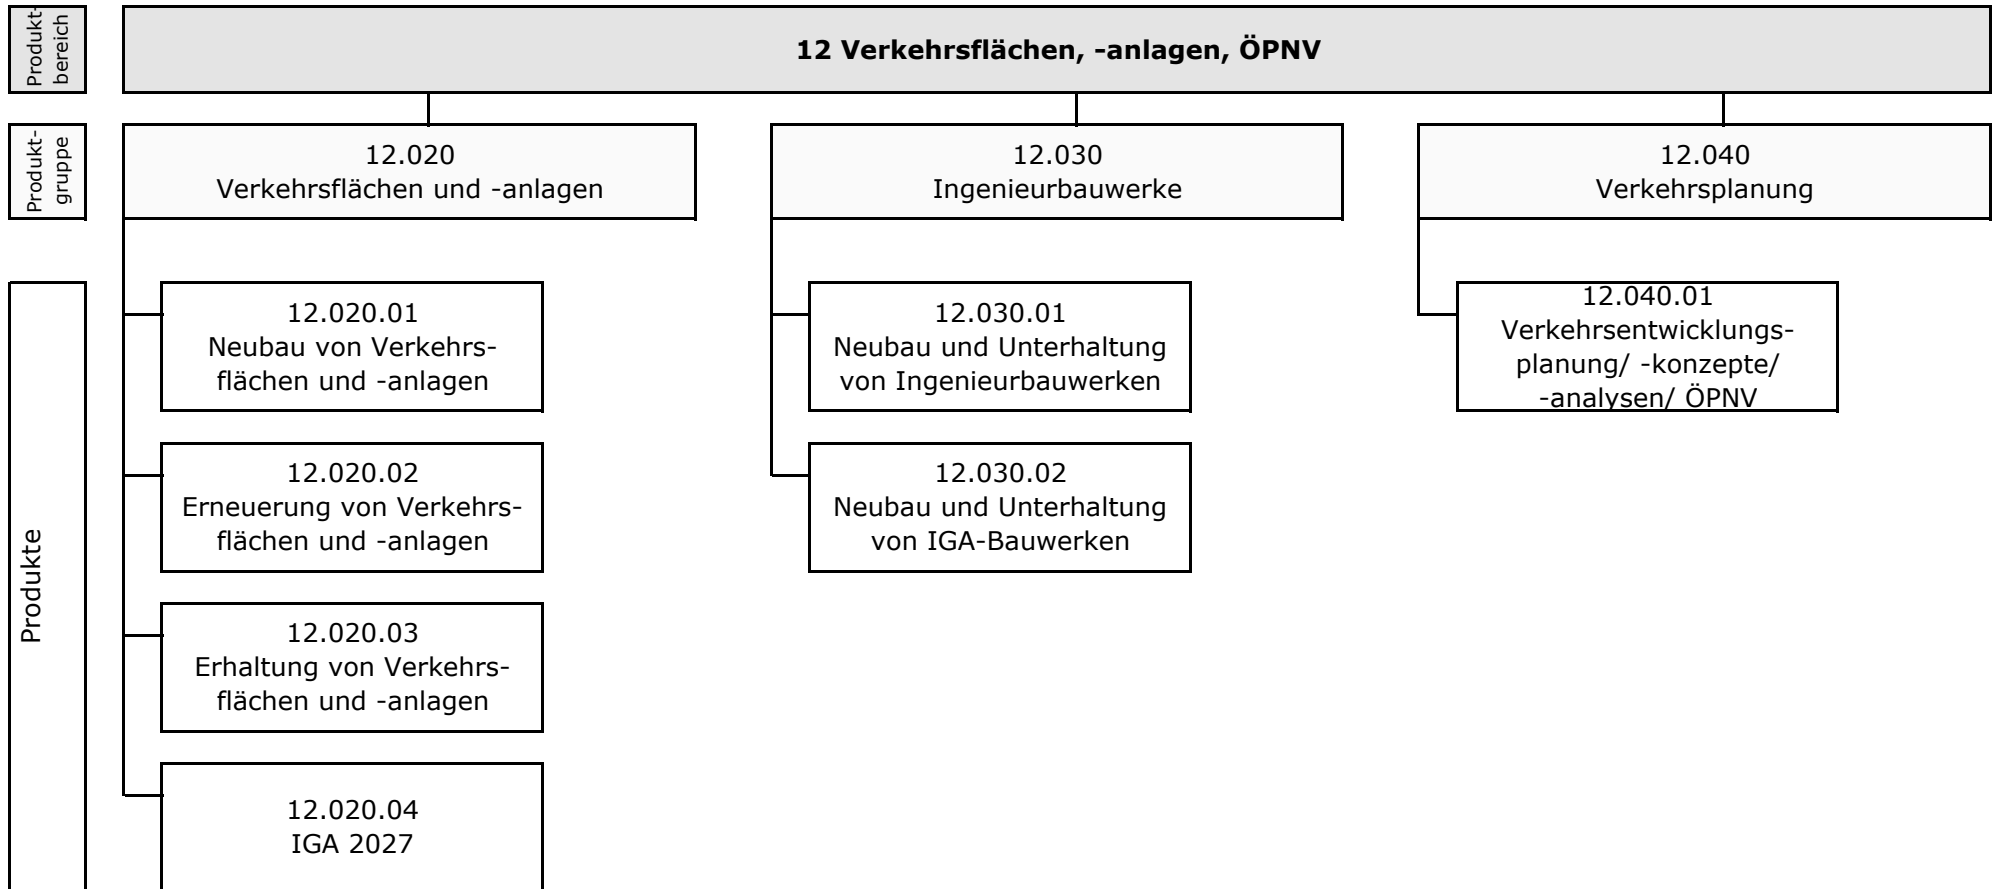 Produkt-
bereich
12 Verkehrsflächen, -anlagen, ÖPNV
Produkt-
gruppe
12.020
Verkehrsflächen und -anlagen
12.030
Ingenieurbauwerke
12.040
Verkehrsplanung
Produkte
12.020.01
Neubau von Verkehrs-
flächen und -anlagen
12.030.01
Neubau und Unterhaltung
von Ingenieurbauwerken
12.040.01
Verkehrsentwicklungs-
planung/ -konzepte/
-analysen/ ÖPNV
12.020.02
Erneuerung von Verkehrs-
flächen und -anlagen
12.030.02
Neubau und Unterhaltung
von IGA-Bauwerken
12.020.03
Erhaltung von Verkehrs-
flächen und -anlagen
12.020.04
IGA 2027